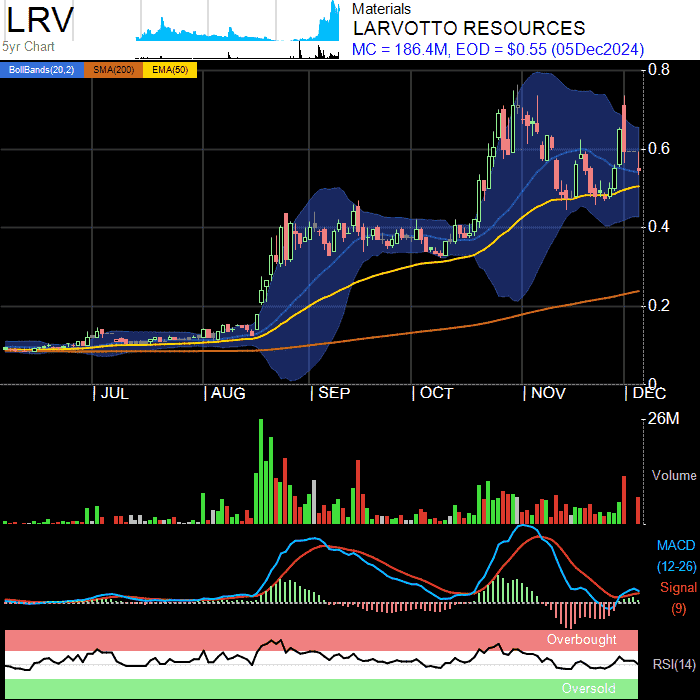 LRV
5yr Chart
Materials
LARVOTTO RESOURCES
MC = 186.4M, EOD = $0.55 (05Dec2024)
BollBands(20,2) SMA(200) EMA(50)
0.8
0.6
0.4
0.2
0
| JUL | AUG | SEP | OCT | NOV | DEC
26M
Volume
MACD
(12-26)
Signal
(9)
Overbought
RSI(14)
Oversold